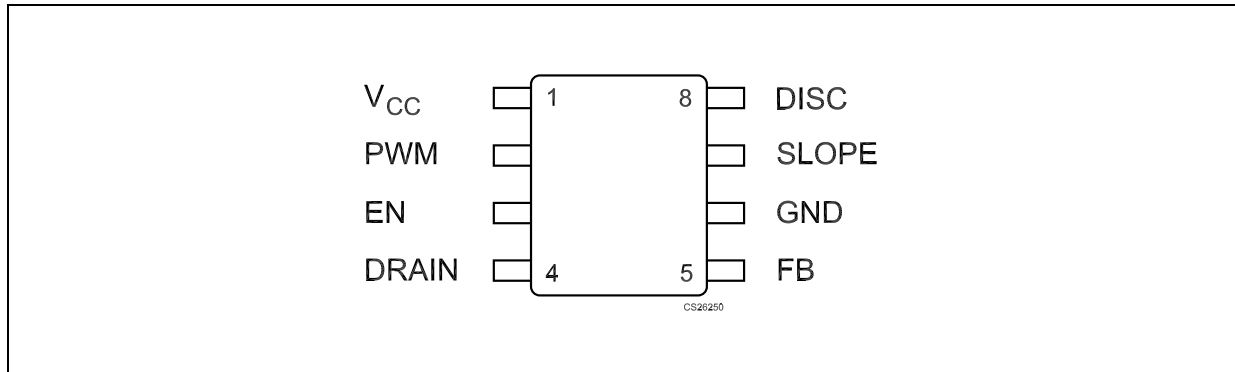 VCC 1 8 DISC
PWM SLOPE
EN GND
DRAIN 4 5 FB
CS26250